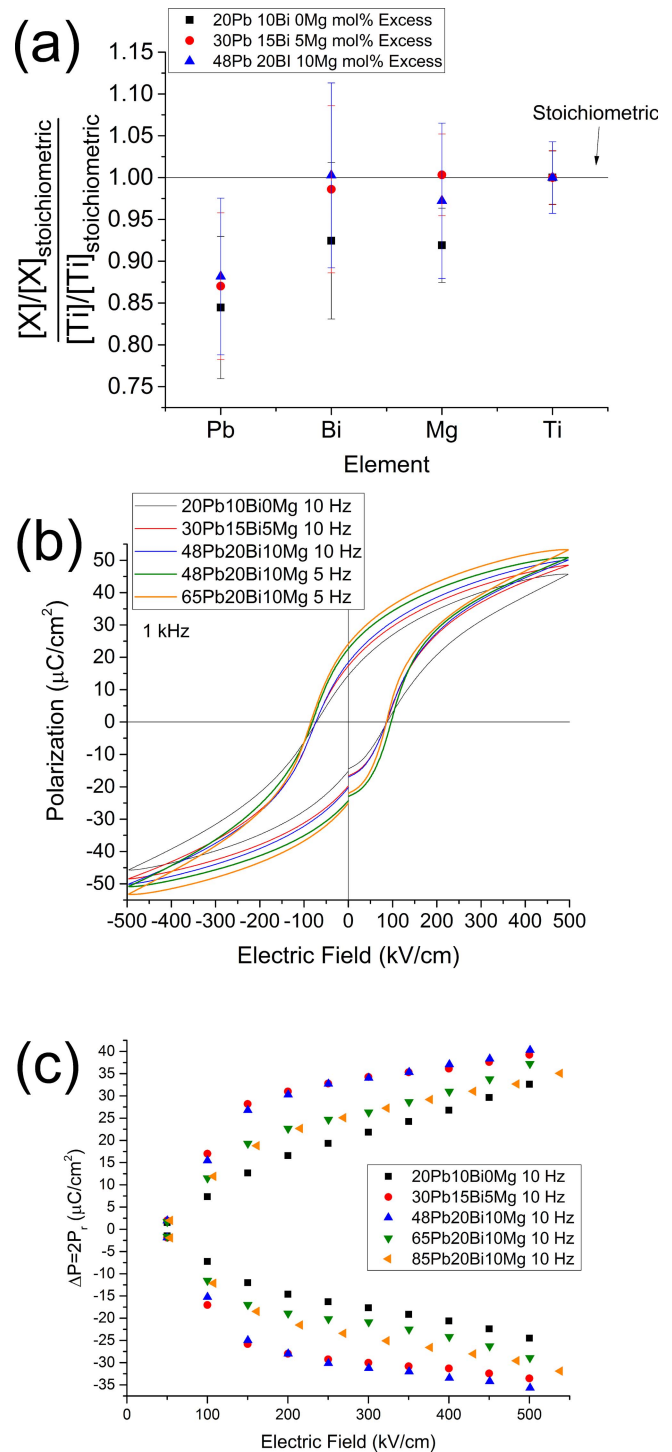 (a)
20Pb 10Bi 0Mg mol% Excess
30Pb 15Bi 5Mg mol% Excess
48Pb 20BI 10Mg mol% Excess
Stoichiometric
[X]/[X]stoichiometric
[Ti]/[Ti]stoichiometric
1.15
1.10
1.05
1.00
0.95
0.90
0.85
0.80
0.75
Pb Bi Mg Ti
Element
(b)
20Pb10Bi0Mg 10 Hz
30Pb15Bi5Mg 10 Hz
48Pb20Bi10Mg 10 Hz
48Pb20Bi10Mg 5 Hz
65Pb20Bi10Mg 5 Hz
1 kHz
Polarization (μC/cm²)
50
40
30
20
10
0
-10
-20
-30
-40
-50
-500 -400 -300 -200 -100 0 100 200 300 400 500
Electric Field (kV/cm)
(c)
ΔP=2Pr (μC/cm²)
40
35
30
25
20
15
10
5
0
-5
-10
-15
-20
-25
-30
-35
20Pb10Bi0Mg 10 Hz
30Pb15Bi5Mg 10 Hz
48Pb20Bi10Mg 10 Hz
65Pb20Bi10Mg 10 Hz
85Pb20Bi10Mg 10 Hz
0 100 200 300 400 500
Electric Field (kV/cm)